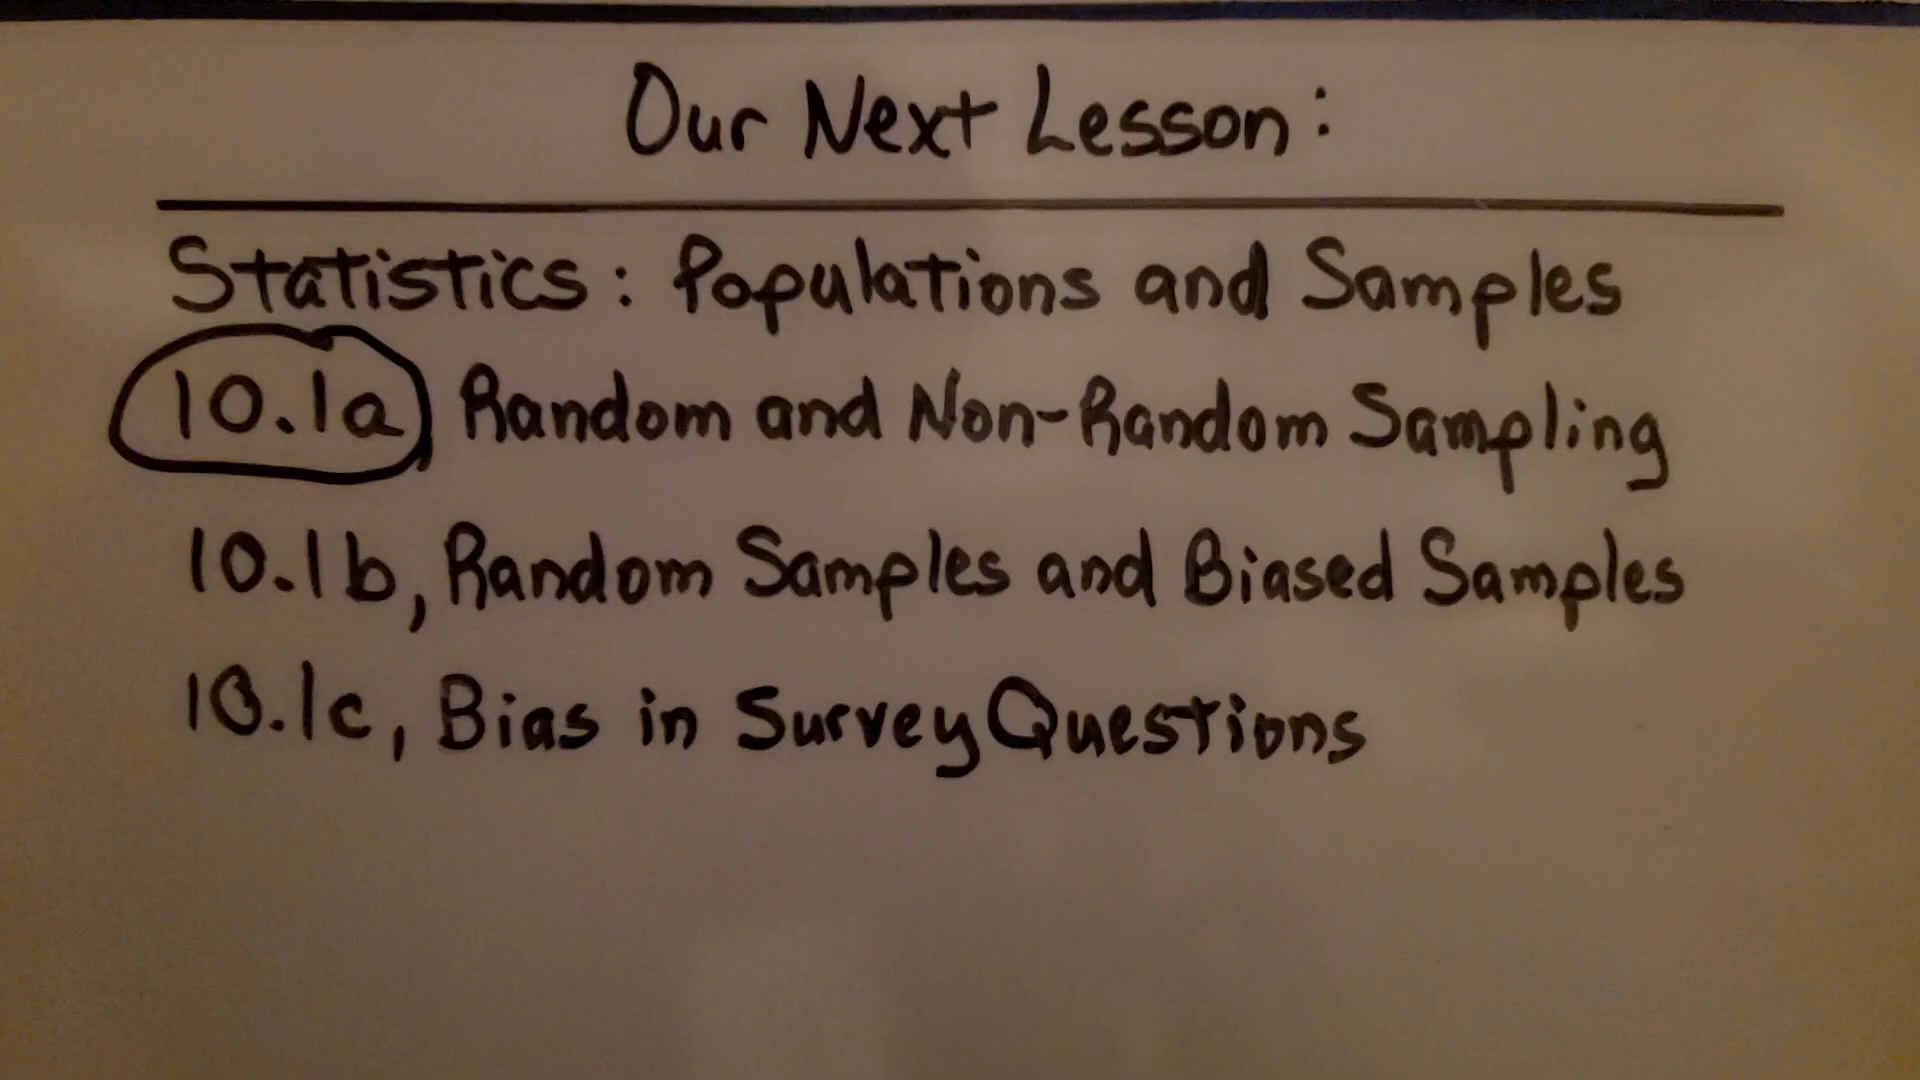 Our Next Lesson:
Statistics: Populations and Samples
10.1a Random and Non-Random Sampling
10.1b, Random Samples and Biased Samples
10.1c, Bias in Survey Questions